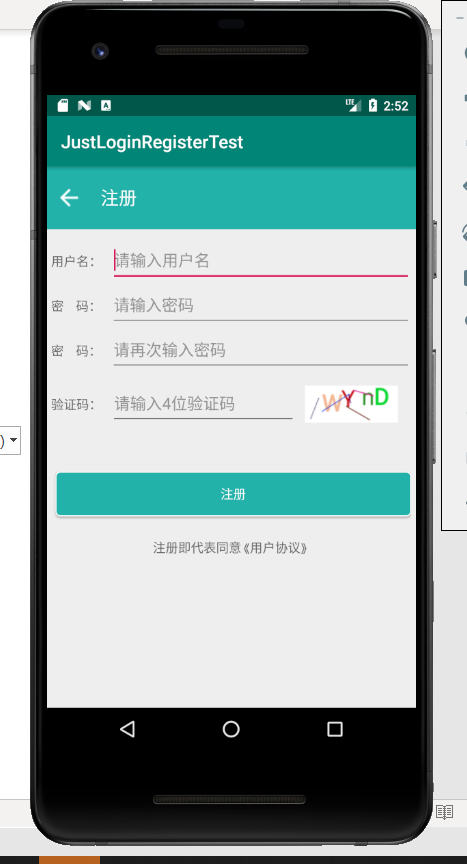 2:52
JustLoginRegisterTest
注册
用户名： 请输入用户名
密　码： 请输入密码
密　码： 请再次输入密码
验证码： 请输入4位验证码 WYnD
注册
注册即代表同意《用户协议》